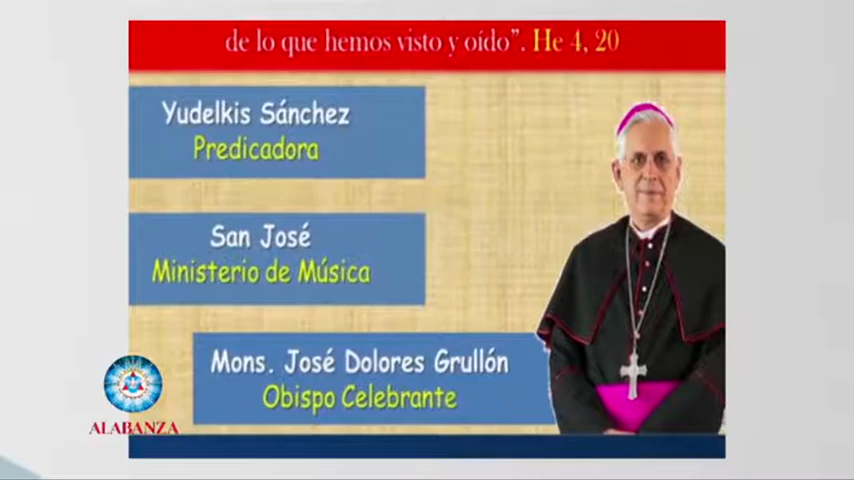 de lo que hemos visto y oído”. He 4, 20
Yudelkis Sánchez
Predicadora
San José
Ministerio de Música
Mons. José Dolores Grullón
Obispo Celebrante
ALABANZA